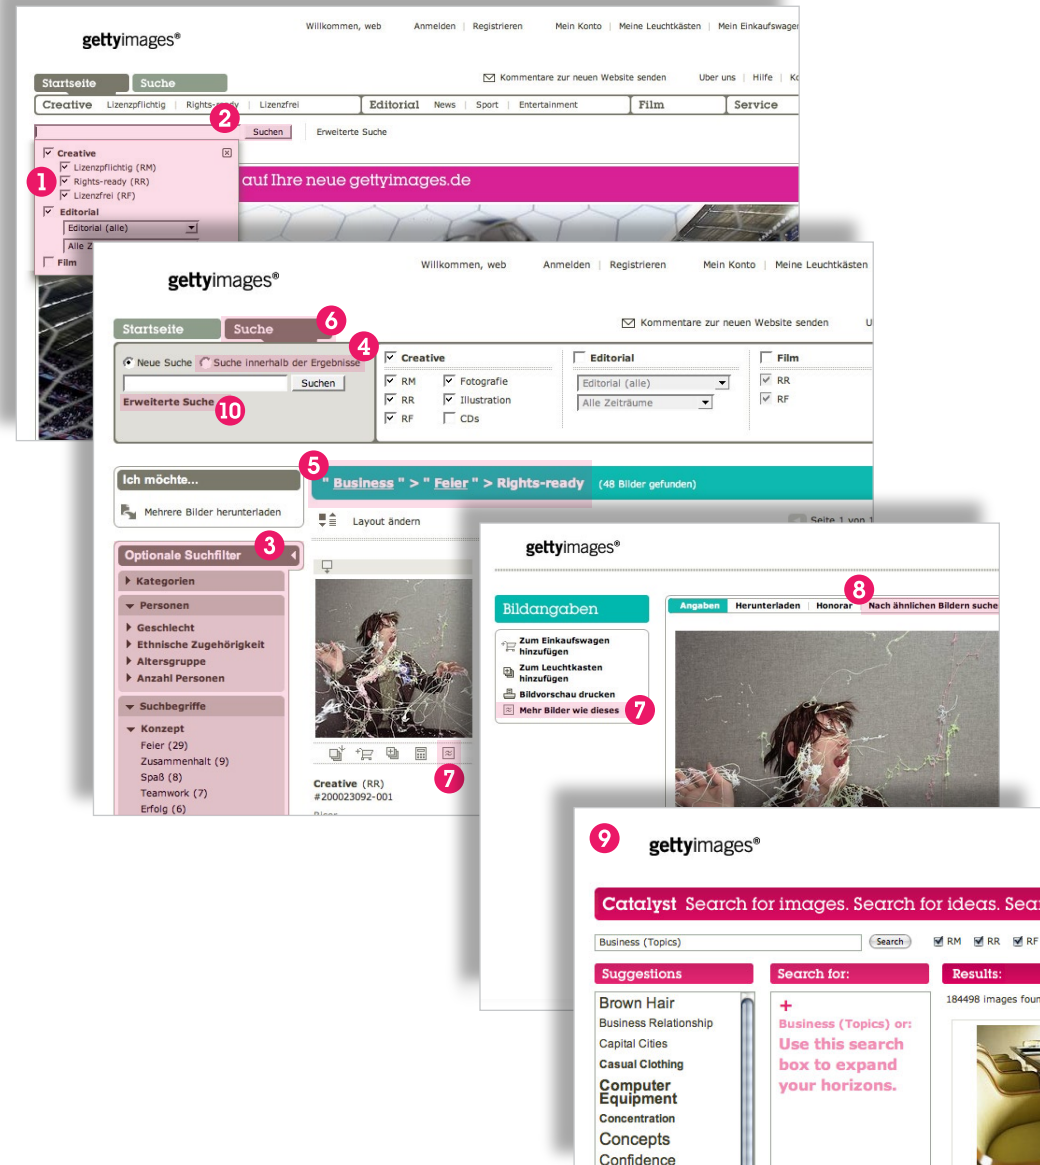 Willkommen, web Anmelden | Registrieren Mein Konto | Meine Leuchtkästen | Mein Einkaufswagen
gettyimages®
Startseite Suche
Kommentare zur neuen Website senden Über uns | Hilfe
Creative Lizenzpflichtig | Rights-ready | Lizenzfrei Editorial News | Sport | Entertainment Film Service
2
Suchen Erweiterte Suche
Creative
Lizenzpflichtig (RM)
1 Rights-ready (RR)
Lizenzfrei (RF)
auf Ihre neue gettyimages.de
Editorial
Editorial (alle)
Alle
Film
Willkommen, web Anmelden | Registrieren Mein Konto | Meine Leuchtkästen
gettyimages®
Startseite Suche 6
Kommentare zur neuen Website senden
4
Neue Suche Suche innerhalb der Ergebnisse
Suchen
Erweiterte Suche 10
Creative Editorial Film
RM Fotografie Editorial (alle) RR
RR Illustration Alle Zeiträume RF
RF CDs
5
Ich möchte...
Mehrere Bilder herunterladen
" Business " > " Feier " > Rights-ready (48 Bilder gefunden)
Layout ändern Seite 1 von 1
Optionale Suchfilter 3
Kategorien
Personen
Geschlecht
Ethnische Zugehörigkeit
Altersgruppe
Anzahl Personen
Suchbegriffe
Konzept
Feier (29)
Zusammenhalt (9)
Spaß (8)
Teamwork (7)
Erfolg (6)
7
Creative (RR)
#200023092-001
gettyimages®
8
Bildangaben
Angaben Herunterladen | Honorar Nach ähnlichen Bildern suche
Zum Einkaufswagen
hinzufügen
Zum Leuchtkasten
hinzufügen
Bildvorschau drucken
Mehr Bilder wie dieses 7
9
gettyimages®
Catalyst Search for images. Search for ideas. Sear
Business (Topics) Search RM RR RF
Suggestions Search for: Results:
Brown Hair
Business Relationship
Capital Cities
Casual Clothing
Computer
Equipment
Concentration
Concepts
Confidence
+
Business (Topics) or:
Use this search
box to expand
your horizons.
184498 images foun